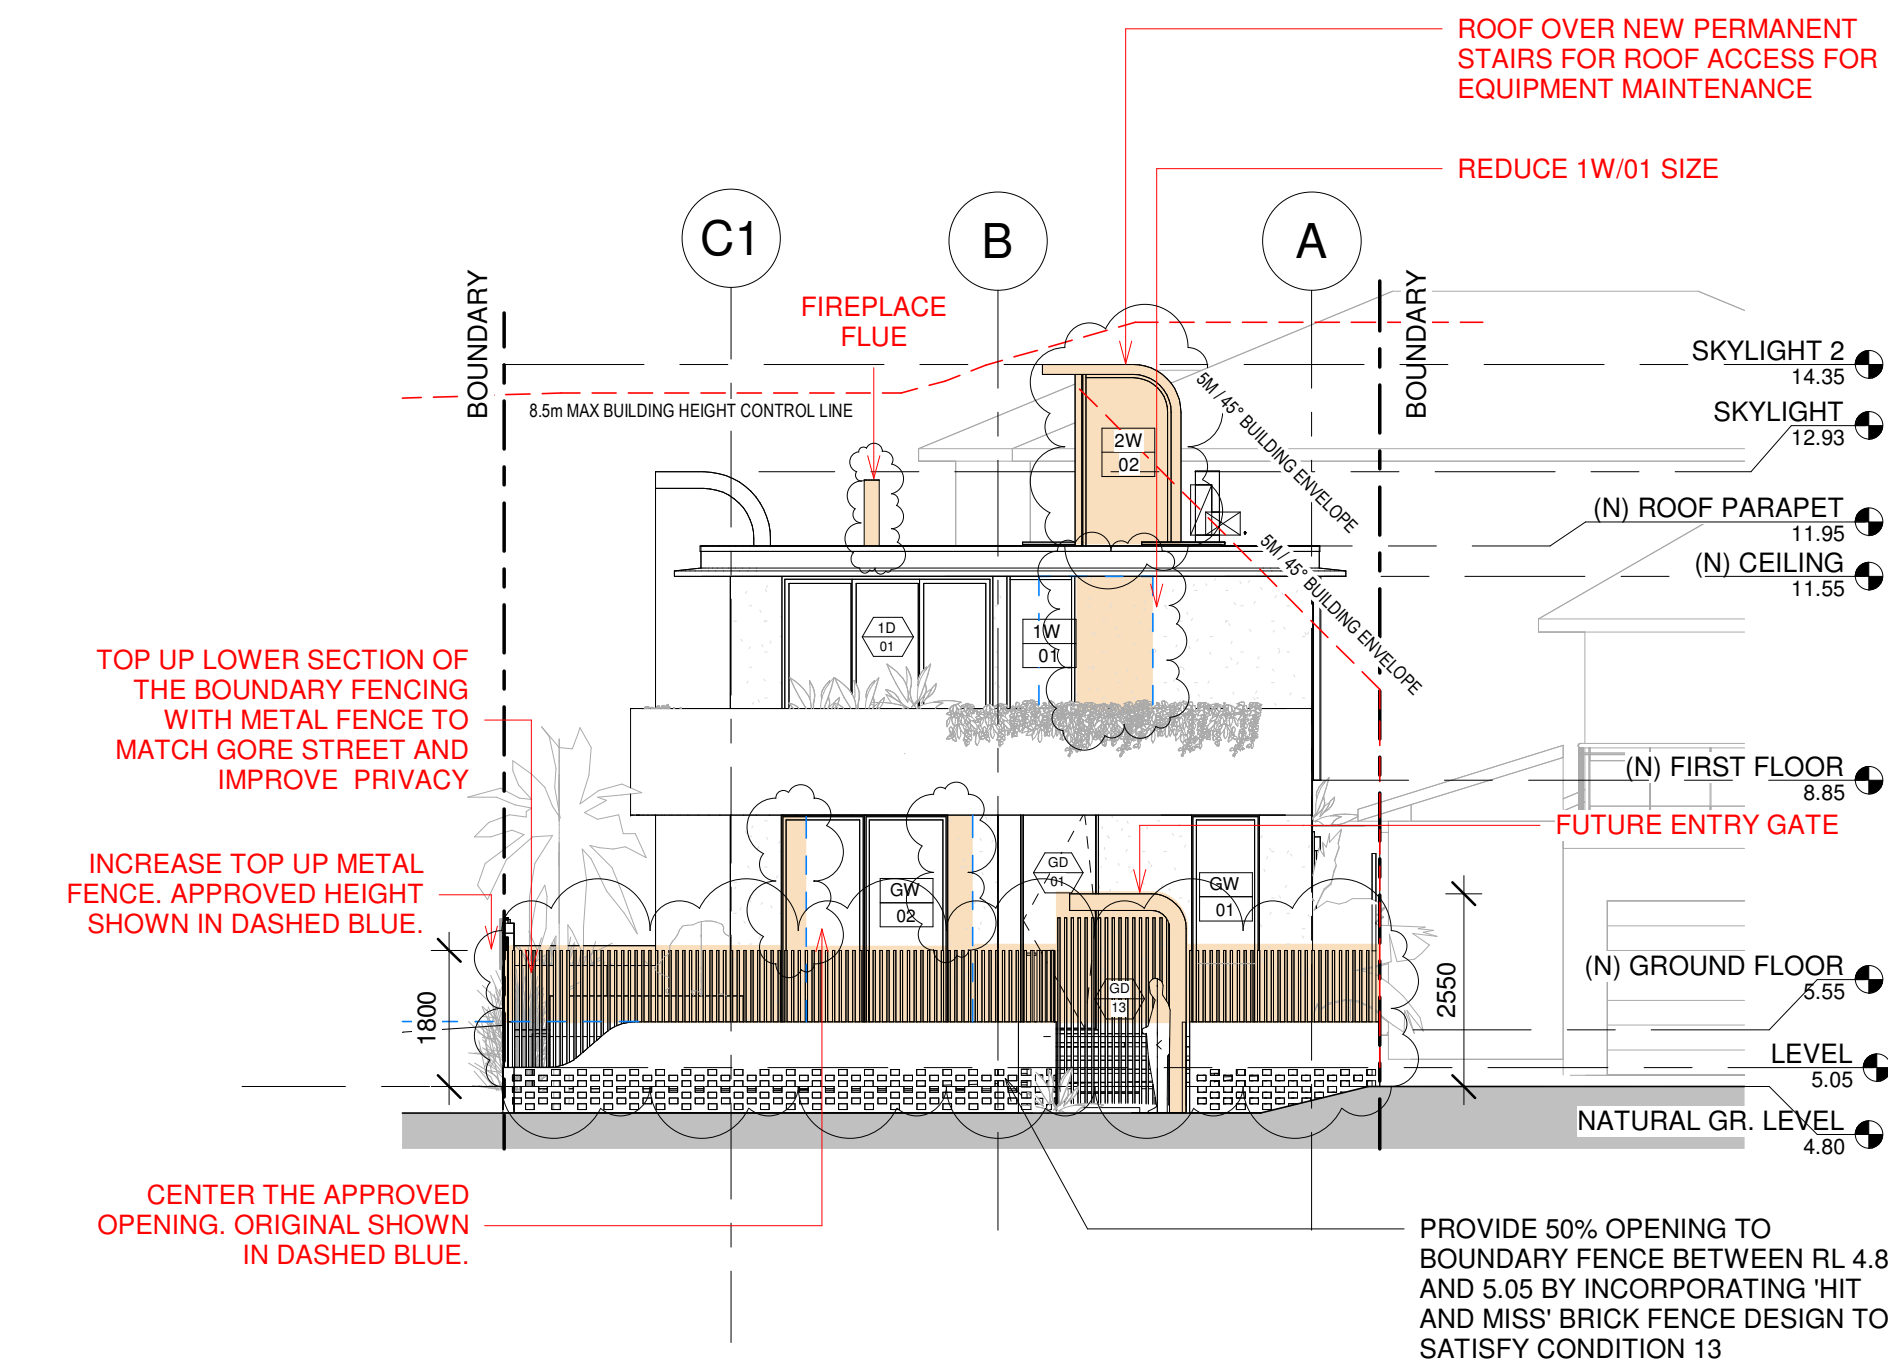 ROOF OVER NEW PERMANENT
STAIRS FOR ROOF ACCESS FOR
EQUIPMENT MAINTENANCE
REDUCE 1W/01 SIZE
C1
B
A
BOUNDARY
BOUNDARY
FIREPLACE
FLUE
8.5m MAX BUILDING HEIGHT CONTROL LINE
5M / 45° BUILDING ENVELOPE
5M / 45° BUILDING ENVELOPE
SKYLIGHT 2
14.35
SKYLIGHT
12.93
(N) ROOF PARAPET
11.95
(N) CEILING
11.55
(N) FIRST FLOOR
8.85
FUTURE ENTRY GATE
(N) GROUND FLOOR
5.55
LEVEL
5.05
NATURAL GR. LEVEL
4.80
2W
02
1D
01
1W
01
GW
02
GD
01
GW
01
GD
13
TOP UP LOWER SECTION OF
THE BOUNDARY FENCING
WITH METAL FENCE TO
MATCH GORE STREET AND
IMPROVE PRIVACY
INCREASE TOP UP METAL
FENCE. APPROVED HEIGHT
SHOWN IN DASHED BLUE.
1800
2550
CENTER THE APPROVED
OPENING. ORIGINAL SHOWN
IN DASHED BLUE.
PROVIDE 50% OPENING TO
BOUNDARY FENCE BETWEEN RL 4.8
AND 5.05 BY INCORPORATING 'HIT
AND MISS' BRICK FENCE DESIGN TO
SATISFY CONDITION 13